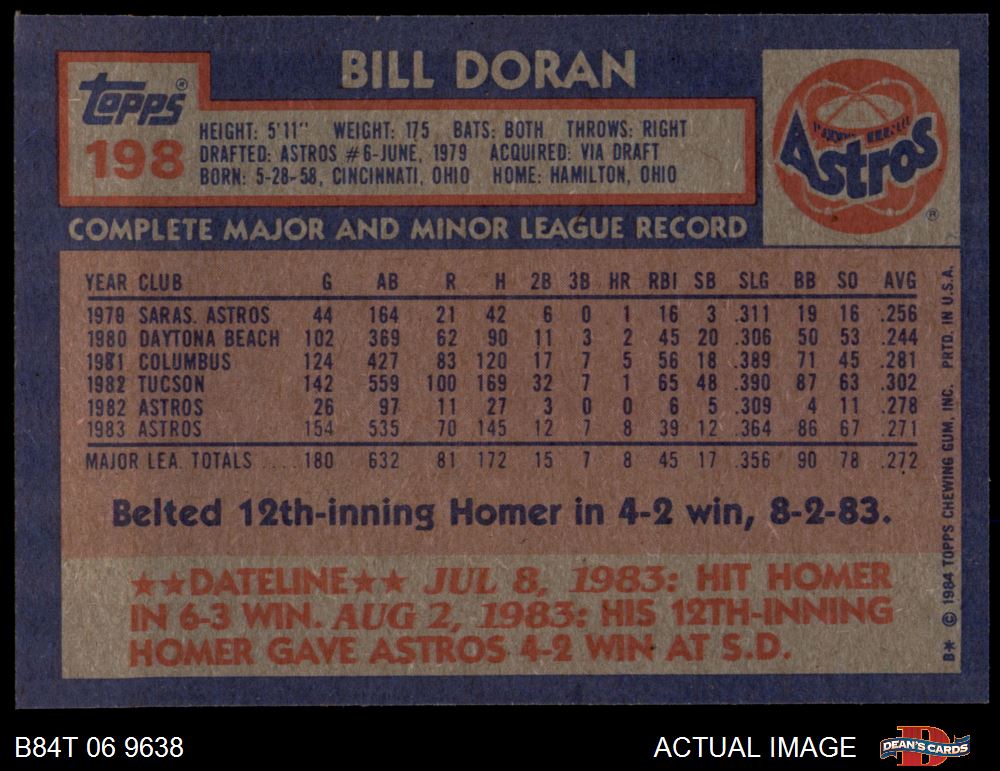 BILL DORAN
Topps®
198
HEIGHT: 5'11" WEIGHT: 175 BATS: BOTH THROWS: RIGHT
DRAFTED: ASTROS #6-JUNE, 1979 ACQUIRED: VIA DRAFT
BORN: 5-28-58, CINCINNATI, OHIO HOME: HAMILTON, OHIO
Astros
®
COMPLETE MAJOR AND MINOR LEAGUE RECORD
YEAR CLUB G AB R H 2B 3B HR RBI SB SLG BB SO AVG
1979 SARAS. ASTROS 44 164 21 42 6 0 1 16 3 .311 19 16 .256
1980 DAYTONA BEACH 102 369 62 90 11 3 2 45 20 .306 50 53 .244
1981 COLUMBUS 124 427 83 120 17 7 5 56 18 .389 71 45 .281
1982 TUCSON 142 559 100 169 32 7 1 65 48 .390 87 63 .302
1982 ASTROS 26 97 11 27 3 0 0 6 5 .309 4 11 .278
1983 ASTROS 154 535 70 145 12 7 8 39 12 .364 86 67 .271
MAJOR LEA. TOTALS .... 180 632 81 172 15 7 8 45 17 .356 90 78 .272
Belted 12th-inning Homer in 4-2 win, 8-2-83.
★★DATELINE★★ JUL 8, 1983: HIT HOMER
IN 6-3 WIN. AUG 2, 1983: HIS 12TH-INNING
HOMER GAVE ASTROS 4-2 WIN AT S.D.
B* © 1984 TOPPS CHEWING GUM, INC. PRTD. IN U.S.A.
B84T 06 9638
ACTUAL IMAGE
DEAN'S CARDS